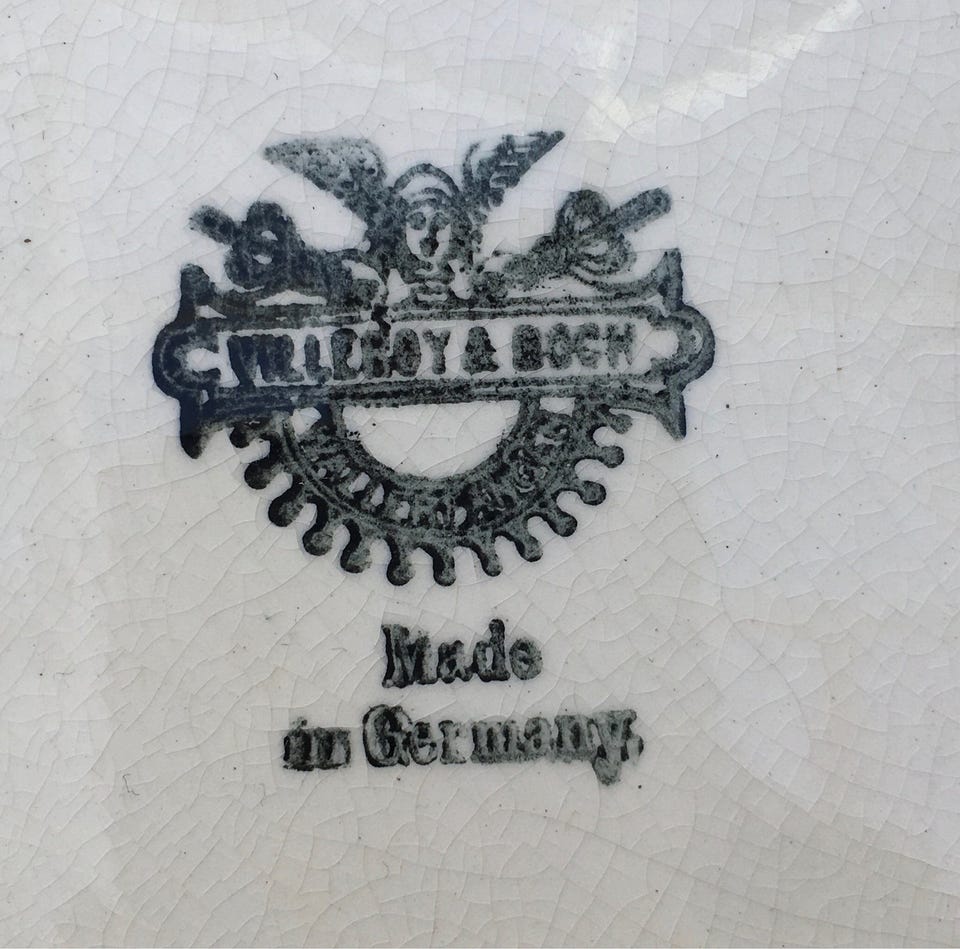 VILLEROY & BOCH
Made
in Germany.